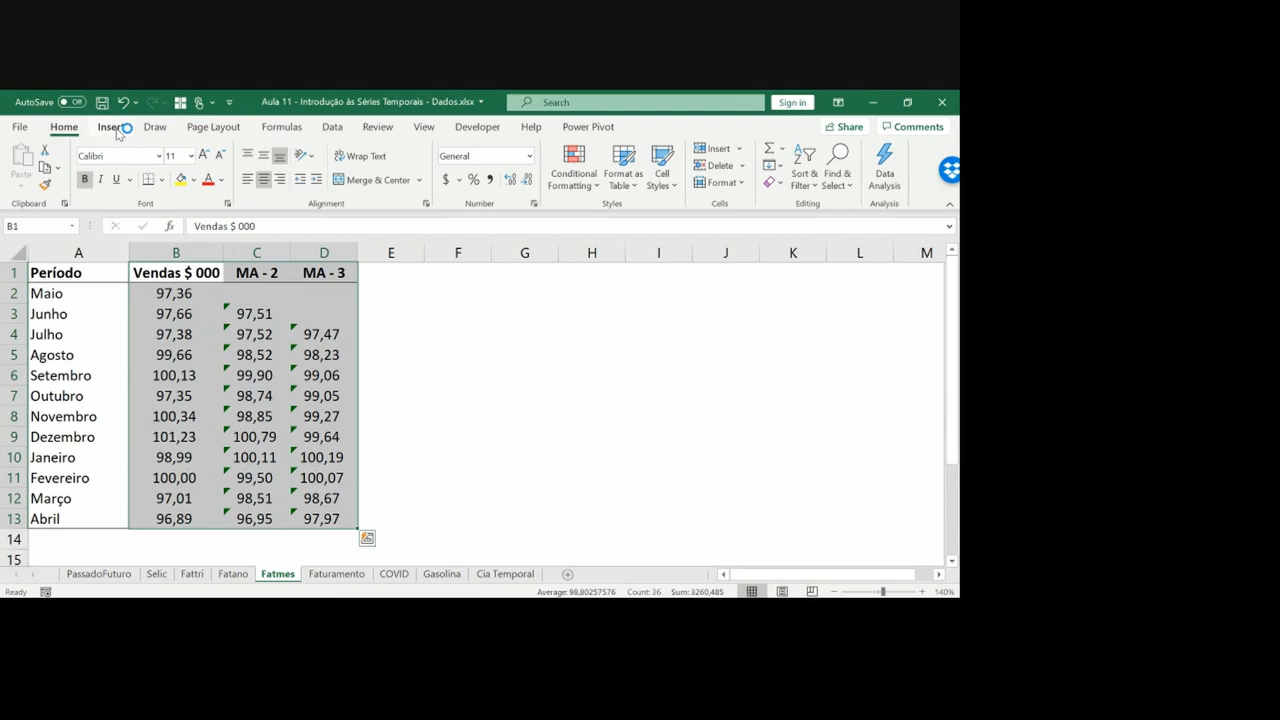 AutoSave Off Aula 11 - Introdução às Séries Temporais - Dados.xlsx Search Sign in
File Home Insert Draw Page Layout Formulas Data Review View Developer Help Power Pivot Share Comments
Calibri 11 Wrap Text General Insert
Paste B I U Merge & Center $ % Conditional Formatting Format as Table Cell Styles Delete Format Sort & Filter Find & Select Data Analysis
Clipboard Font Alignment Number Styles Cells Editing Analysis
B1 fx Vendas $ 000
A B C D E F G H I J K L M
1 Período Vendas $ 000 MA - 2 MA - 3
2 Maio 97,36
3 Junho 97,66 97,51
4 Julho 97,38 97,52 97,47
5 Agosto 99,66 98,52 98,23
6 Setembro 100,13 99,90 99,06
7 Outubro 97,35 98,74 99,05
8 Novembro 100,34 98,85 99,27
9 Dezembro 101,23 100,79 99,64
10 Janeiro 98,99 100,11 100,19
11 Fevereiro 100,00 99,50 100,07
12 Março 97,01 98,51 98,67
13 Abril 96,89 96,95 97,97
14
15
PassadoFuturo Selic Fattri Fatano Fatmes Faturamento COVID Gasolina Cia Temporal
Ready Average: 98,80257576 Count: 36 Sum: 3260,485 140%